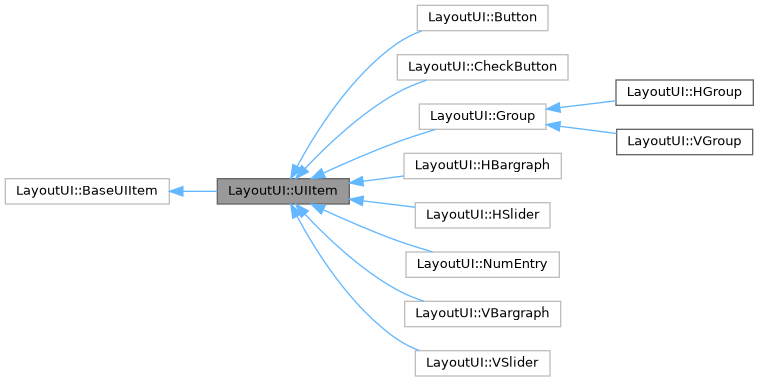 LayoutUI::BaseUIItem
LayoutUI::UIItem
LayoutUI::Button
LayoutUI::CheckButton
LayoutUI::Group
LayoutUI::HGroup
LayoutUI::VGroup
LayoutUI::HBargraph
LayoutUI::HSlider
LayoutUI::NumEntry
LayoutUI::VBargraph
LayoutUI::VSlider